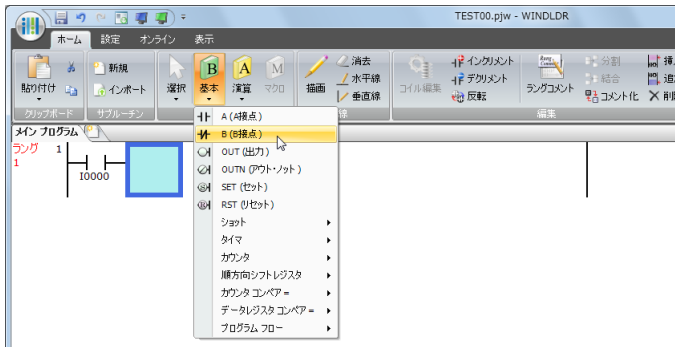 TEST00.pjw - WINDLDR
ホーム 設定 オンライン 表示
貼り付け 新規 インポート 選択 基本 演算 マクロ 描画 消去 水平線 垂直線 コイル編集 インクリメント デクリメント 反転 ラングコメント 分割 結合 コメント化
クリップボード サブルーチン 線 編集
メイン プログラム
ラング 1
1
I0000
A (A接点)
B (B接点)
OUT (出力)
OUTN (アウト・ノット)
SET (セット)
RST (リセット)
ショット
タイマ
カウンタ
順方向シフトレジスタ
カウンタ コンペア =
データレジスタ コンペア =
プログラム フロー